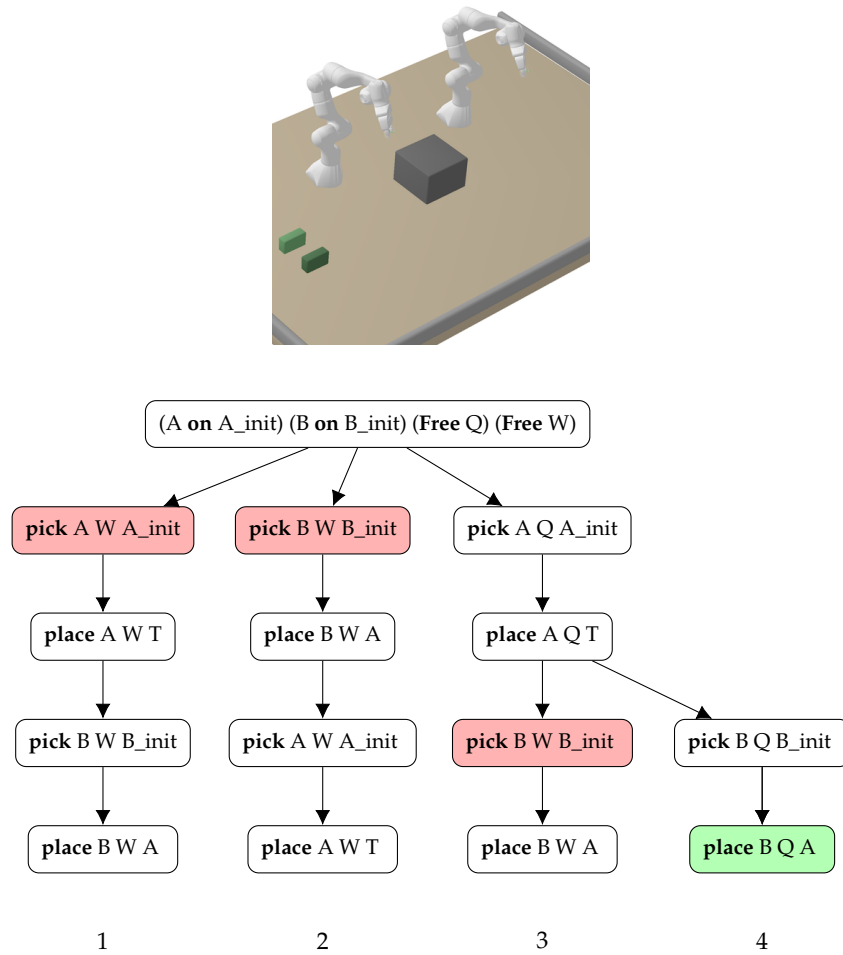 (A on A_init) (B on B_init) (Free Q) (Free W)
pick A W A_init
pick B W B_init
pick A Q A_init
place A W T
place B W A
place A Q T
pick B W B_init
pick A W A_init
pick B W B_init
pick B Q B_init
place B W A
place A W T
place B W A
place B Q A
1
2
3
4